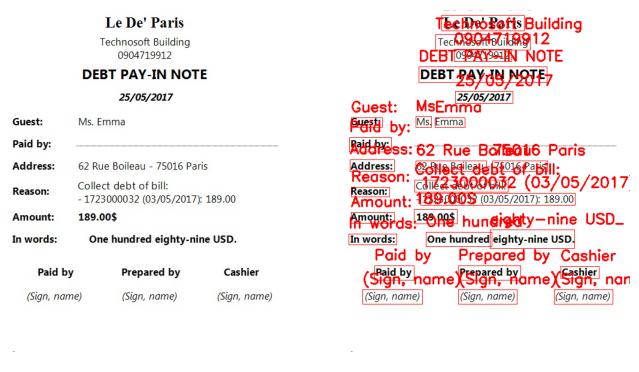 Le De' Paris
Technosoft Building
0904719912
DEBT PAY-IN NOTE
25/05/2017
Guest: Ms. Emma
Paid by:
Address: 62 Rue Boileau - 75016 Paris
Reason: Collect debt of bill:
- 1723000032 (03/05/2017): 189.00
Amount: 189.00$
In words: One hundred eighty-nine USD.
Paid by Prepared by Cashier
(Sign, name) (Sign, name) (Sign, name)
Le De' Paris
Technosoft Building
Technosoft Building
0904719912
0904719912
DEBT PAY-IN NOTE
DEBT PAY-IN NOTE
25/05/2017
25/05/2017
Guest: MsEmma
Guest: Ms. Emma
Paid by:
Paid by:
Address: 62 Rue Boileau 75016 Paris
Address: 62 Rue Boileau - 75016 Paris
Collect debt of bill:
Reason: 1723000032 (03/05/2017)
Reason: Collect debt of bill:
- 1723000032 (03/05/2017): 189.00
Amount: 189.00$
Amount: 189.00$
In words: One hundred eighty-nine USD_
In words: One hundred eighty-nine USD.
Paid by Prepared by Cashier
Paid by Prepared by Cashier
(Sign, name) (Sign, name) (Sign, nam
(Sign, name) (Sign, name) (Sign, name)